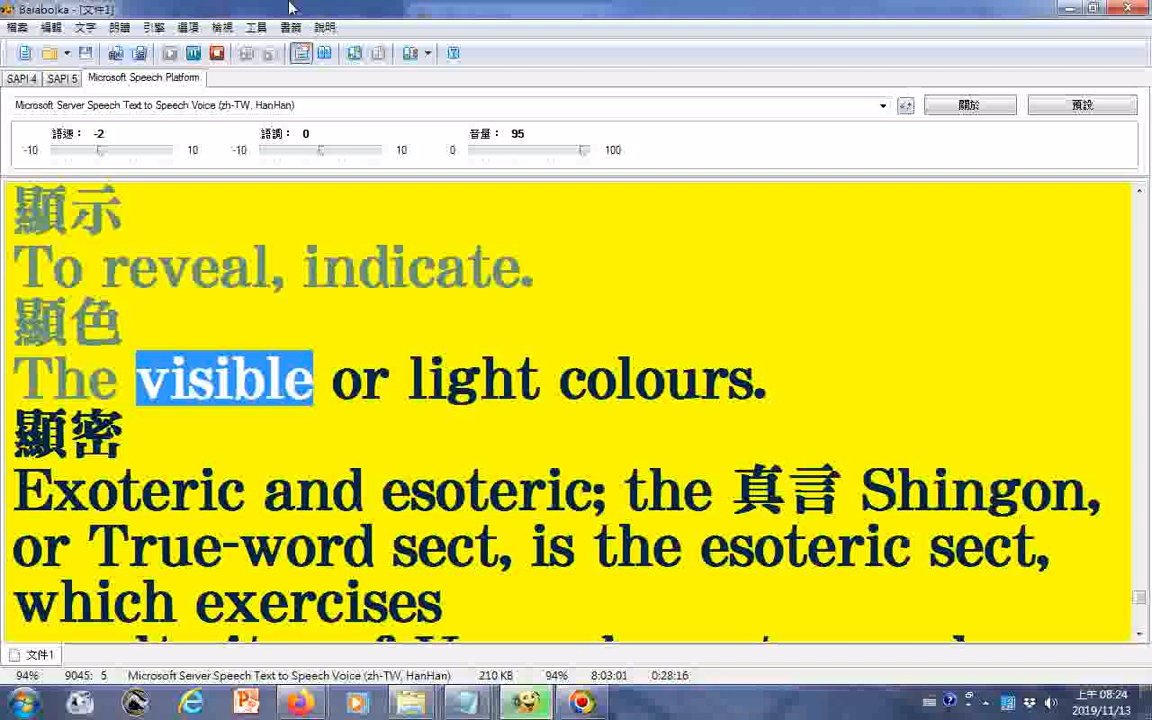 Balabolka - [文件1]
檔案 編輯 文字 朗讀 引擎 選項 檢視 工具 書籤 說明
SAPI 4 SAPI 5 Microsoft Speech Platform
Microsoft Server Speech Text to Speech Voice (zh-TW, HanHan) 關於 預設
語速： -2 語調： 0 音量： 95
-10 10 -10 10 0 100
顯示
To reveal, indicate.
顯色
The visible or light colours.
顯密
Exoteric and esoteric; the 真言 Shingon,
or True-word sect, is the esoteric sect,
which exercises
文件1
94% 9045: 5 Microsoft Server Speech Text to Speech Voice (zh-TW, HanHan) 210 KB 94% 8:03:01 0:28:16
上午 08:24
2019/11/13